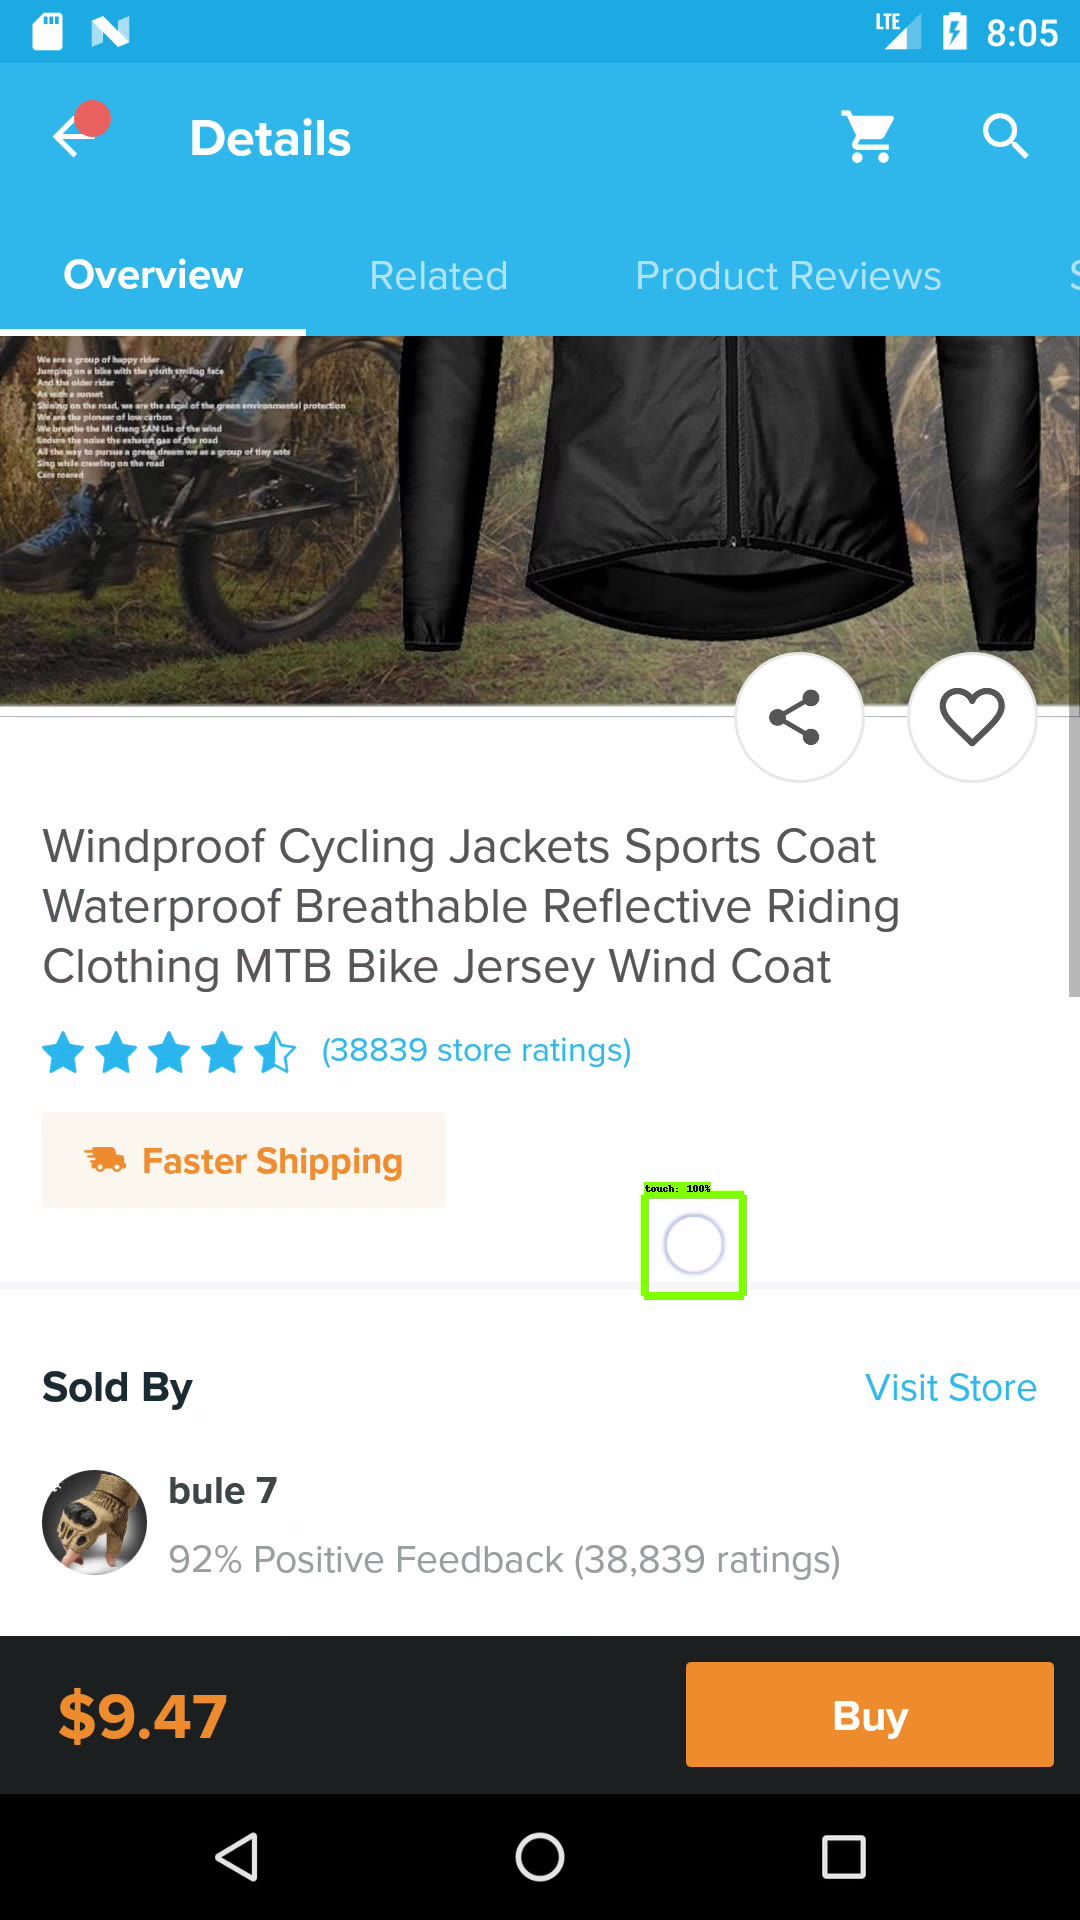 LTE 8:05
Details
Overview Related Product Reviews S
We are a group of happy rider
Jumping on a bike with the youth smiling face
And the older rider
As with a sunset
Shining on the road, we are the angel of the green environmental protection
We are the pioneer of low carbon
We breathe the Mi cheng SAN Lin of the wind
Endure the noise the exhaust gas of the road
All the way to pursue a green dream we as a group of tiny ants
Sing while crawling on the road
Cars roared
Windproof Cycling Jackets Sports Coat
Waterproof Breathable Reflective Riding
Clothing MTB Bike Jersey Wind Coat
(38839 store ratings)
Faster Shipping
touch: 100%
Sold By Visit Store
bule 7
92% Positive Feedback (38,839 ratings)
$9.47 Buy